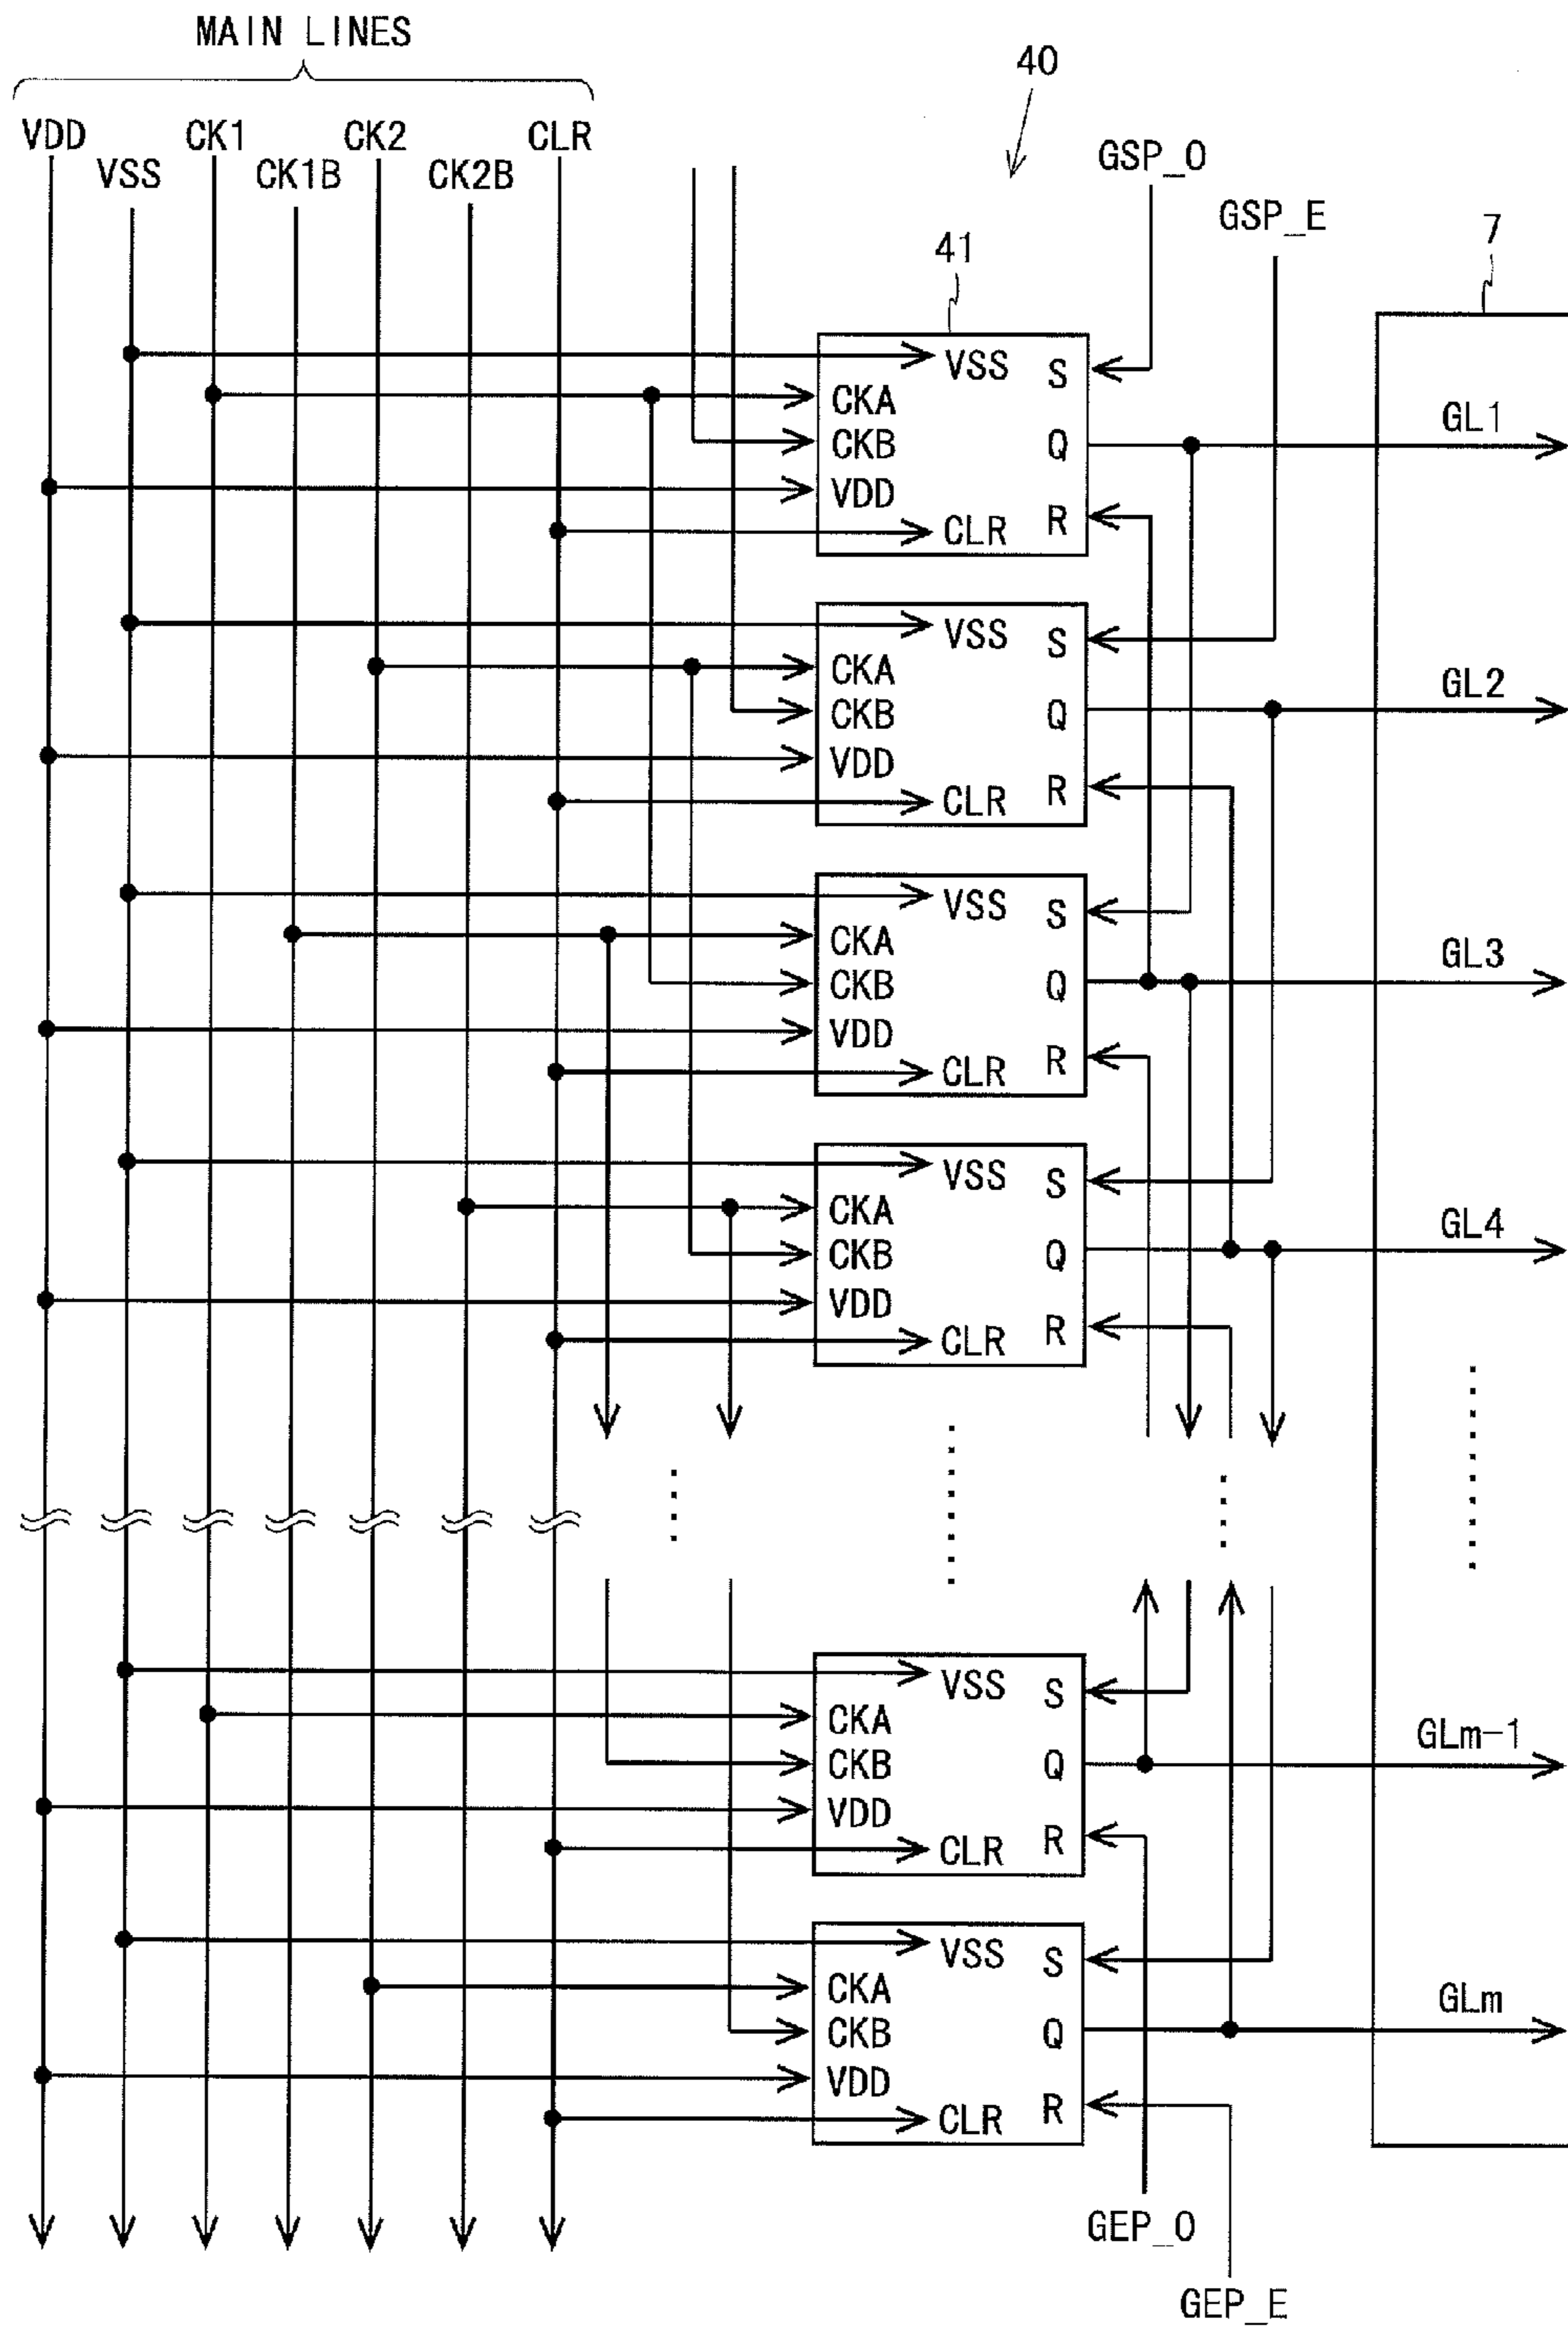 MAIN LINES
40
VDD CK1 CK2 CLR
VSS CK1B CK2B
GSP_O
GSP_E
41
7
VSS S
CKA
CKB Q GL1
VDD
CLR R
VSS S
CKA
CKB Q GL2
VDD
CLR R
VSS S
CKA
CKB Q GL3
VDD
CLR R
VSS S
CKA
CKB Q GL4
VDD
CLR R
VSS S
CKA
CKB Q GLm-1
VDD
CLR R
VSS S
CKA
CKB Q GLm
VDD
CLR R
GEP_O
GEP_E